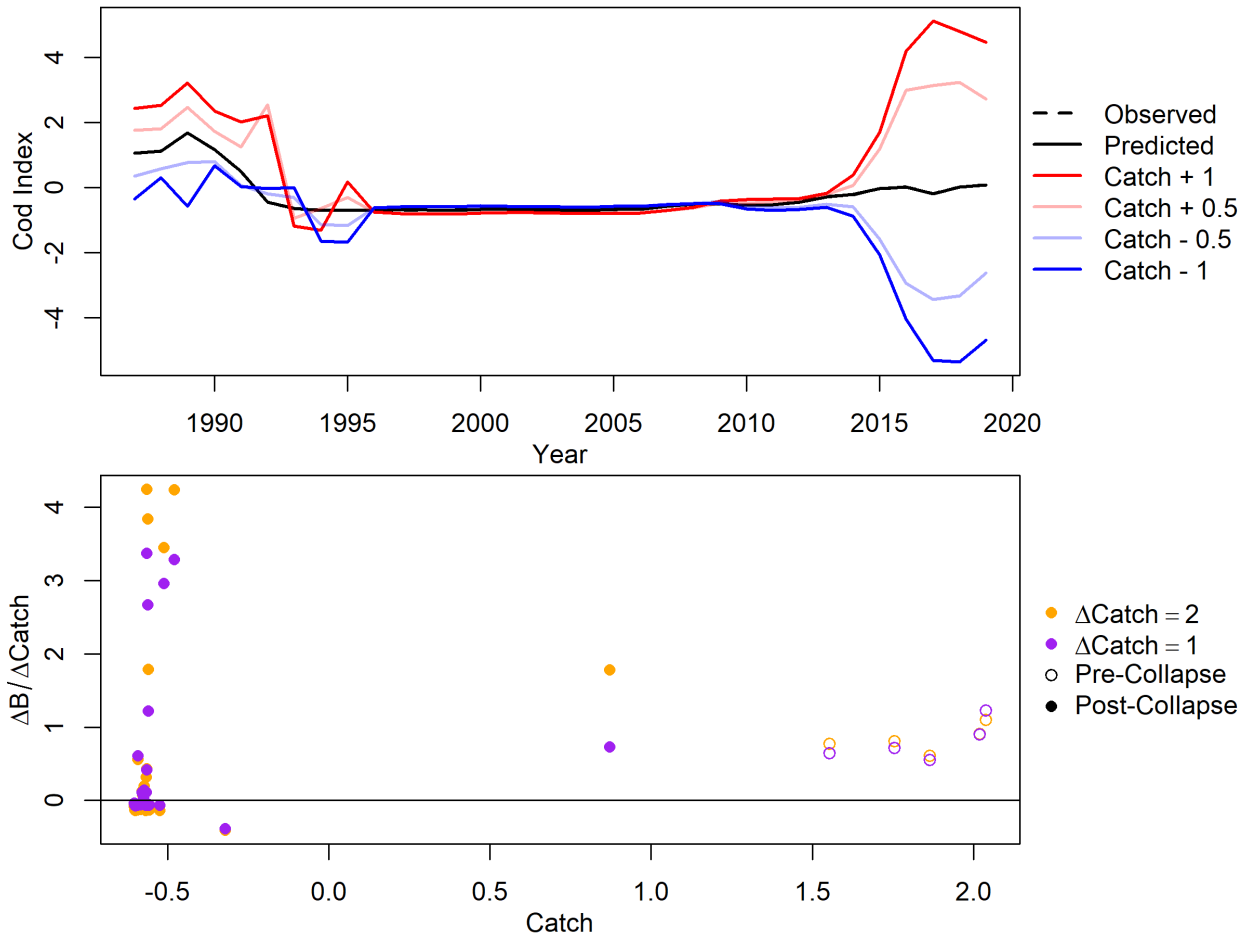 4
2
0
-2
-4
Cod Index
1990 1995 2000 2005 2010 2015 2020
Year
Observed
Predicted
Catch + 1
Catch + 0.5
Catch - 0.5
Catch - 1
4
3
2
1
0
ΔB/ΔCatch
-0.5 0.0 0.5 1.0 1.5 2.0
Catch
ΔCatch = 2
ΔCatch = 1
Pre-Collapse
Post-Collapse